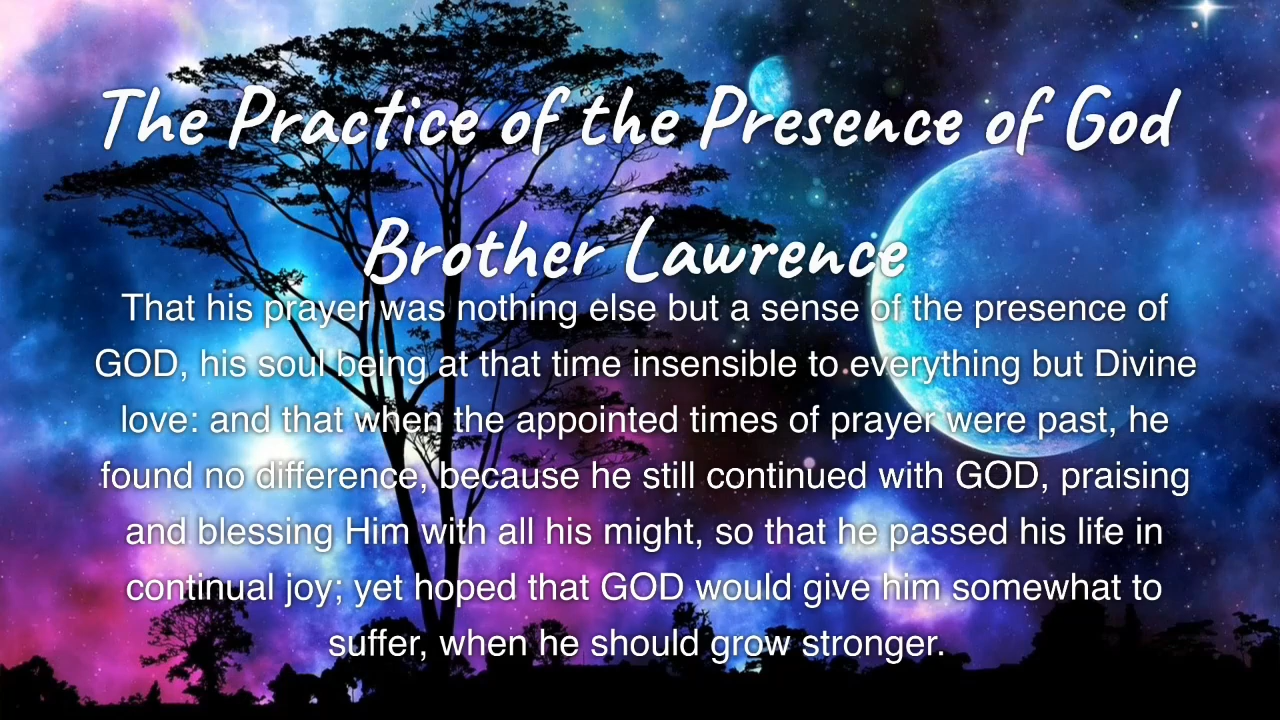 The Practice of the Presence of God
Brother Lawrence
That his prayer was nothing else but a sense of the presence of
GOD, his soul being at that time insensible to everything but Divine
love: and that when the appointed times of prayer were past, he
found no difference, because he still continued with GOD, praising
and blessing Him with all his might, so that he passed his life in
continual joy; yet hoped that GOD would give him somewhat to
suffer, when he should grow stronger.